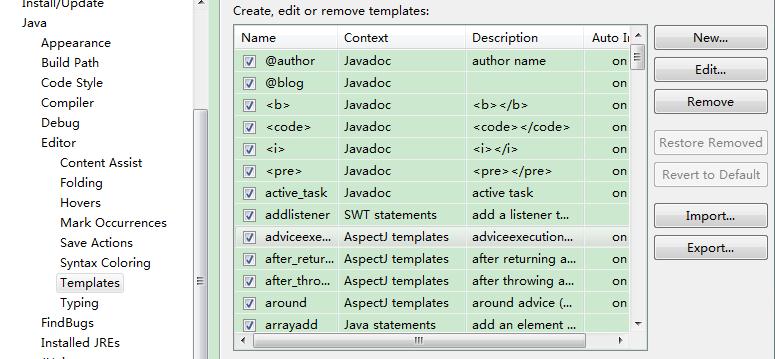 Install/Update
Java
Appearance
Build Path
Code Style
Compiler
Debug
Editor
Content Assist
Folding
Hovers
Mark Occurrences
Save Actions
Syntax Coloring
Templates
Typing
FindBugs
Installed JREs
Create, edit or remove templates:
Name Context Description Auto In
@author Javadoc author name on
@blog Javadoc on
<b> Javadoc <b></b> on
<code> Javadoc <code></code> on
<i> Javadoc <i></i> on
<pre> Javadoc <pre></pre> on
active_task Javadoc active task on
addlistener SWT statements add a listener t...
adviceexe... AspectJ templates adviceexecution... on
after_retur... AspectJ templates after returning a... on
after_thro... AspectJ templates after throwing a... on
around AspectJ templates around advice (... on
arrayadd Java statements add an element ...
New...
Edit...
Remove
Restore Removed
Revert to Default
Import...
Export...